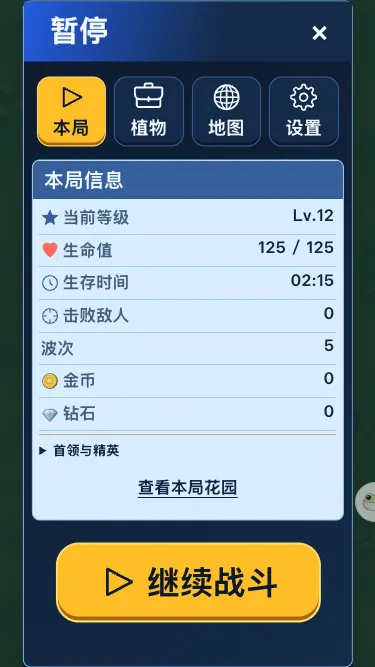 暂停
×
本局
植物
地图
设置
本局信息
当前等级 Lv.12
生命值 125 / 125
生存时间 02:15
击败敌人 0
波次 5
金币 0
钻石 0
首领与精英
查看本局花园
继续战斗